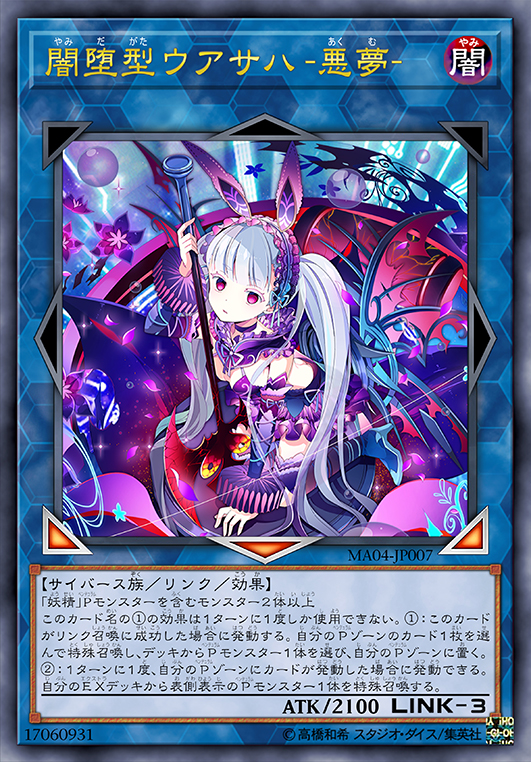 闇堕型ウアサハ -悪夢-
闇
MA04-JP007
【サイバース族／リンク／効果】
「妖精」Pモンスターを含むモンスター2体以上
このカード名の①の効果は1ターンに1度しか使用できない。①：このカード
がリンク召喚に成功した場合に発動する。自分のPゾーンのカード1枚を選
んで特殊召喚し、デッキからPモンスター1体を選び、自分のPゾーンに置く。
②：1ターンに1度、自分のPゾーンにカードが発動した場合に発動できる。
自分のEXデッキから表側表示のPモンスター1体を特殊召喚する。
ATK/2100 LINK-3
17060931
©高橋和希 スタジオ・ダイス/集英社